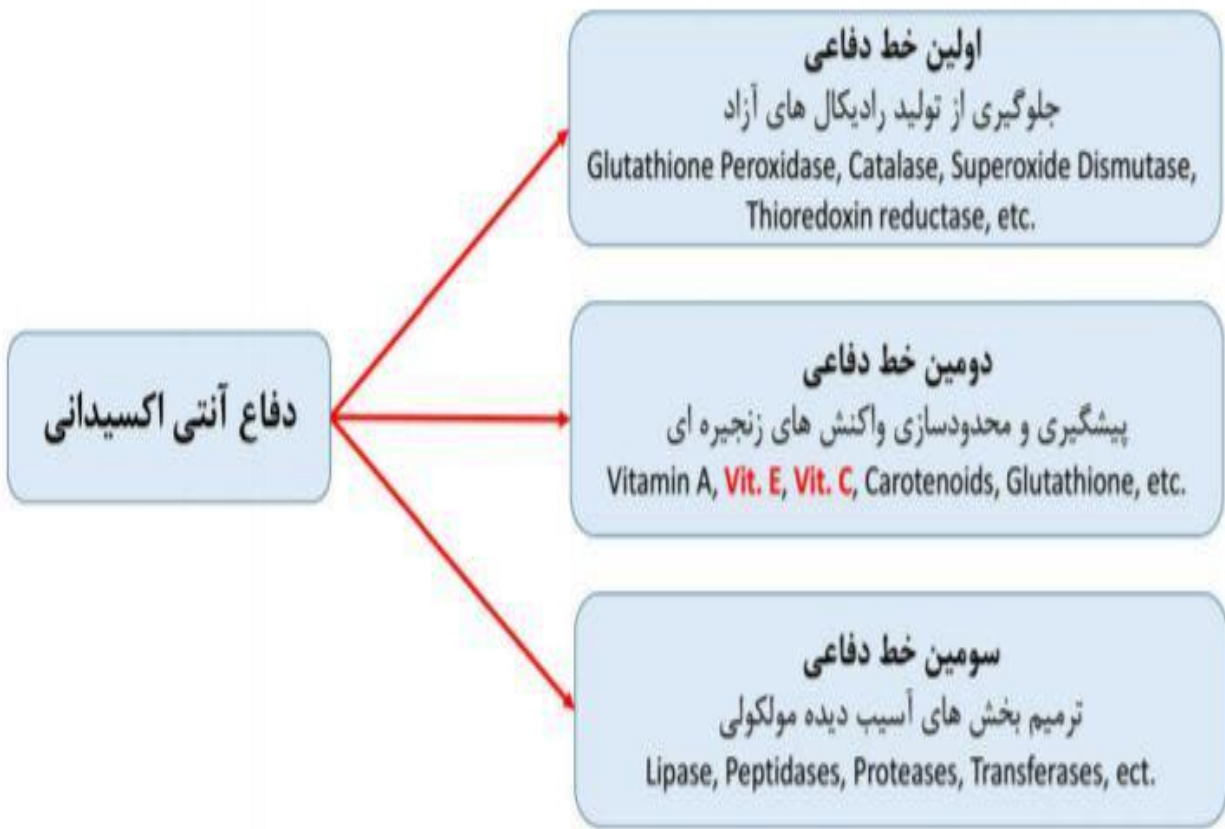 اولین خط دفاعی
جلوگیری از تولید رادیکال های آزاد
Glutathione Peroxidase, Catalase, Superoxide Dismutase,
Thioredoxin reductase, etc.
دفاع آنتی اکسیدانی
دومین خط دفاعی
پیشگیری و محدودسازی واکنش های زنجیره ای
Vitamin A, Vit. E, Vit. C, Carotenoids, Glutathione, etc.
سومین خط دفاعی
ترمیم بخش های آسیب دیده مولکولی
Lipase, Peptidases, Proteases, Transferases, ect.